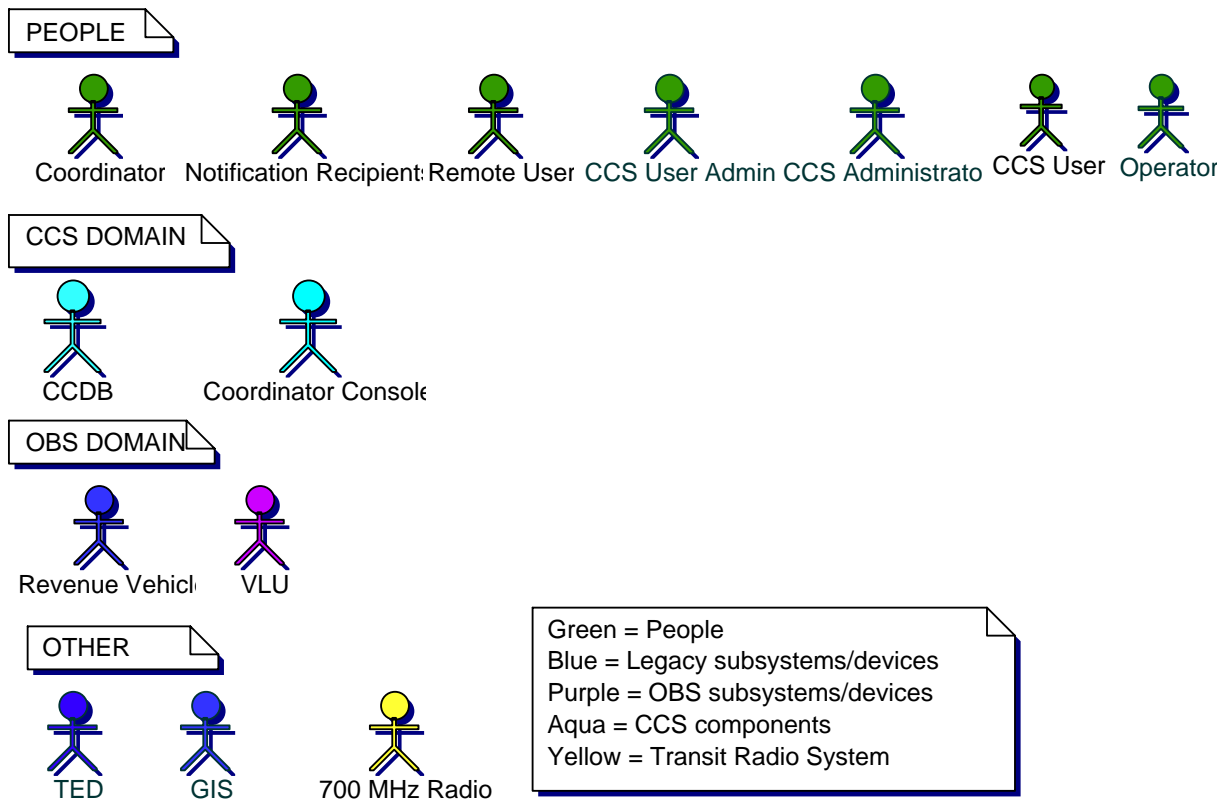 PEOPLE
Coordinator Notification Recipients Remote User CCS User Admin CCS Administrato CCS User Operator
CCS DOMAIN
CCDB Coordinator Console
OBS DOMAIN
Revenue Vehicl VLU
OTHER
TED GIS 700 MHz Radio
Green = People
Blue = Legacy subsystems/devices
Purple = OBS subsystems/devices
Aqua = CCS components
Yellow = Transit Radio System